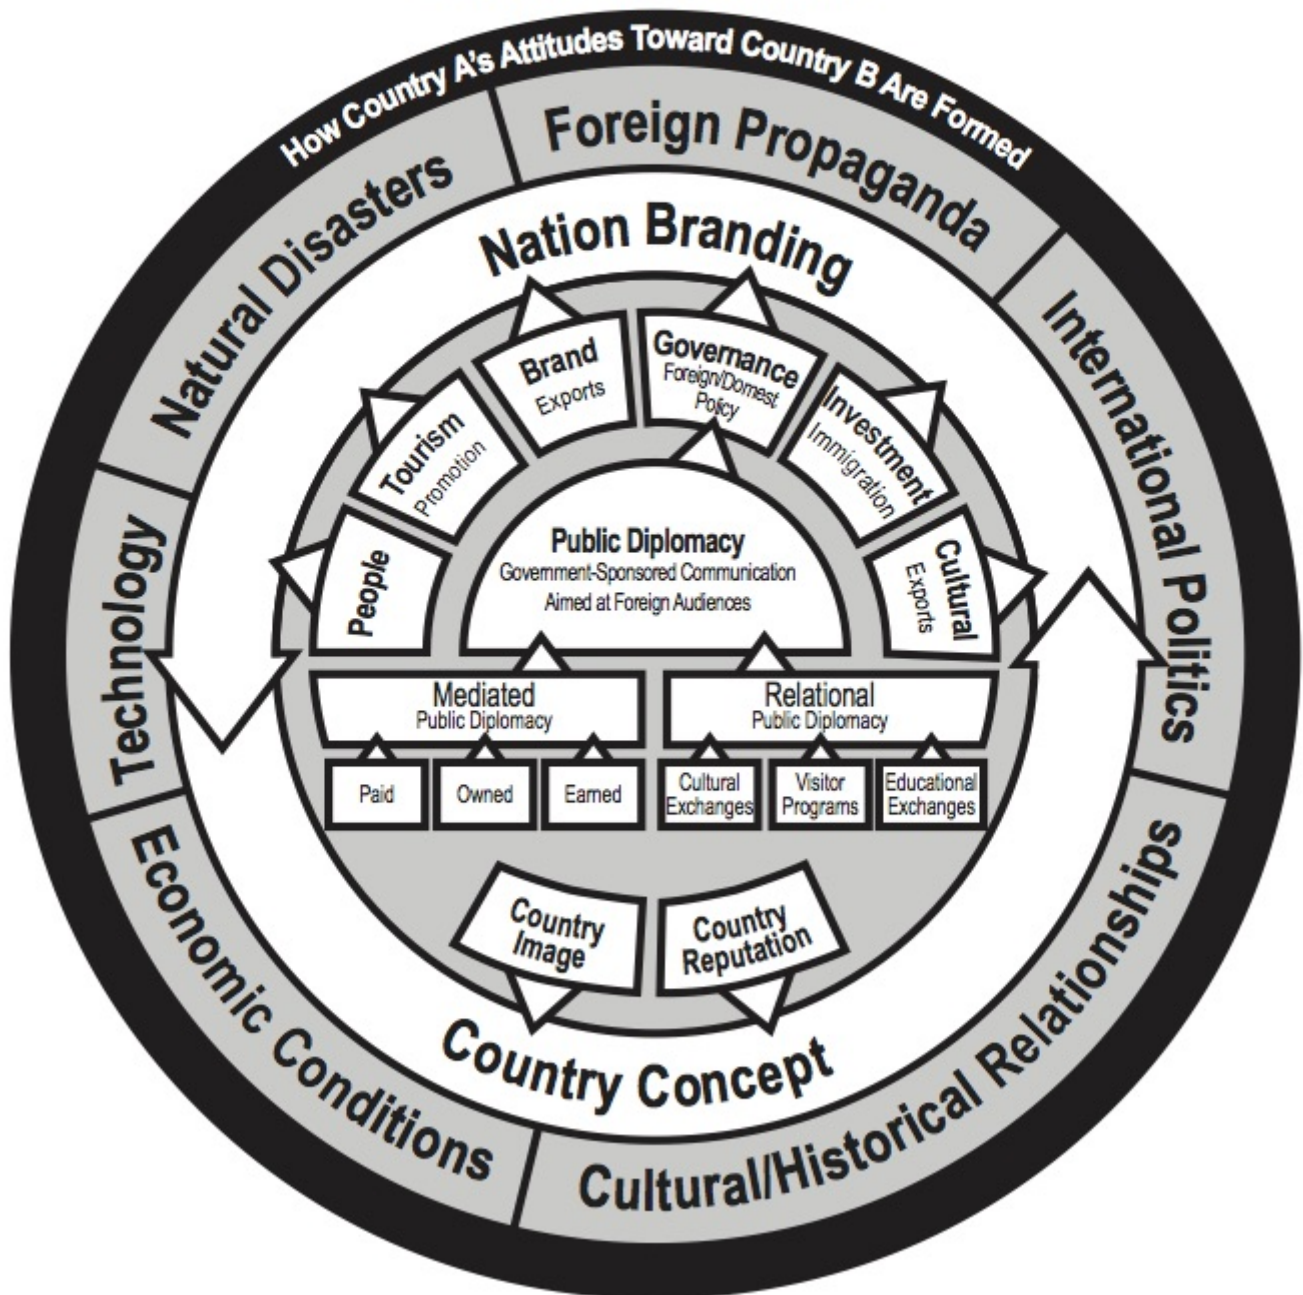 How Country A's Attitudes Toward Country B Are Formed
Foreign Propaganda
Natural Disasters
International Politics
Technology
Economic Conditions
Cultural/Historical Relationships
Nation Branding
Brand
Exports
Governance
Foreign/Domest.
Policy
Tourism
Promotion
Investment
Immigration
People
Cultural
Exports
Public Diplomacy
Government-Sponsored Communication
Aimed at Foreign Audiences
Mediated
Public Diplomacy
Relational
Public Diplomacy
Paid
Owned
Earned
Cultural
Exchanges
Visitor
Programs
Educational
Exchanges
Country
Image
Country
Reputation
Country Concept